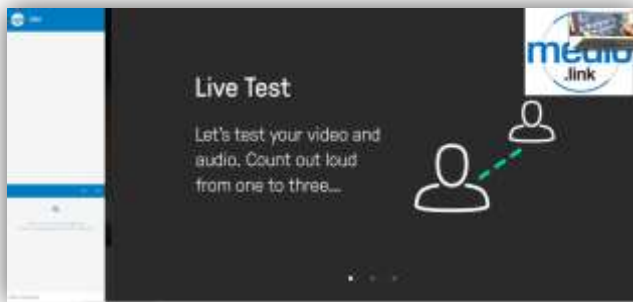 Live Test
Let's test your video and
audio. Count out loud
from one to three...
medio
.link